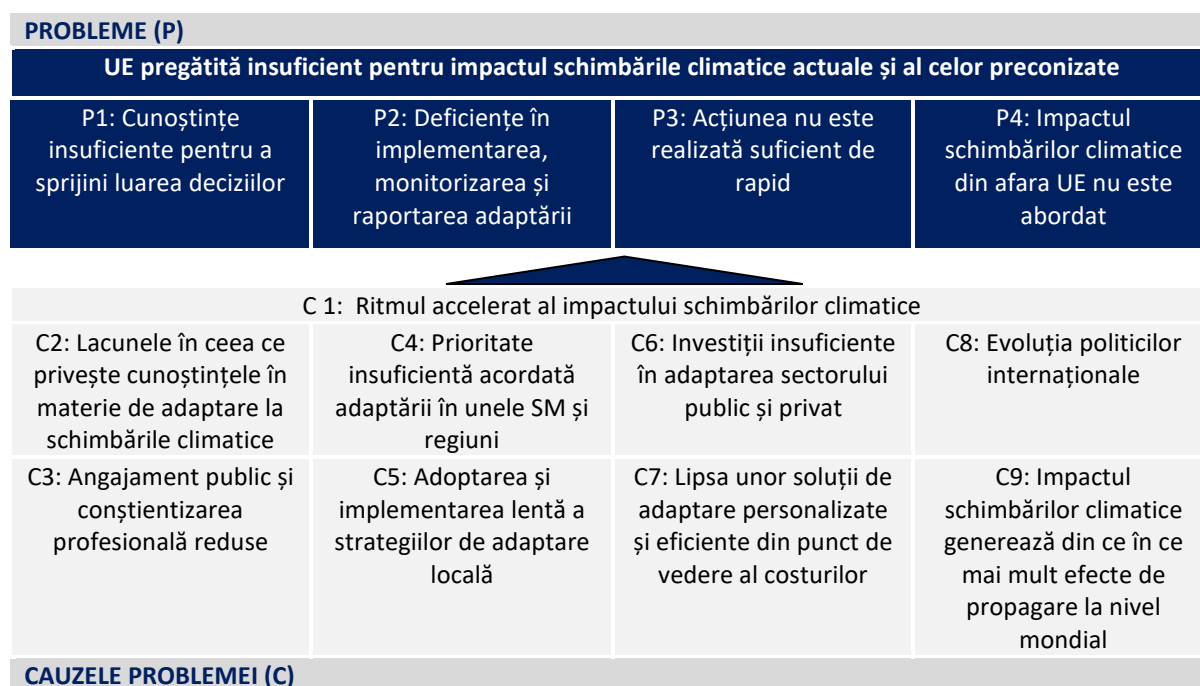 PROBLEME (P)
UE pregătită insuficient pentru impactul schimbările climatice actuale și al celor preconizate
P1: Cunoștințe
insuficiente pentru a
sprijini luarea deciziilor
P2: Deficiențe în
implementarea,
monitorizarea și
raportarea adaptării
P3: Acțiunea nu este
realizată suficient de
rapid
P4: Impactul
schimbărilor climatice
din afara UE nu este
abordat
C 1: Ritmul accelerat al impactului schimbărilor climatice
C2: Lacunele în ceea ce
privește cunoștințele în
materie de adaptare la
schimbările climatice
C4: Prioritate
insuficientă acordată
adaptării în unele SM și
regiuni
C6: Investiții insuficiente
în adaptarea sectorului
public și privat
C8: Evoluția politicilor
internaționale
C3: Angajament public și
conștientizarea
profesională reduse
C5: Adoptarea și
implementarea lentă a
strategiilor de adaptare
locală
C7: Lipsa unor soluții de
adaptare personalizate
și eficiente din punct de
vedere al costurilor
C9: Impactul
schimbărilor climatice
generează din ce în ce
mai mult efecte de
propagare la nivel
mondial
CAUZELE PROBLEMEI (C)